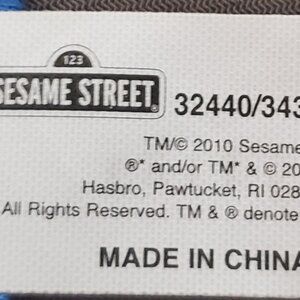 123
SESAME STREET
32440/343
TM/© 2010 Sesame
®* and/or TM* & © 20
Hasbro, Pawtucket, RI 028
All Rights Reserved. TM & ® denote
MADE IN CHINA